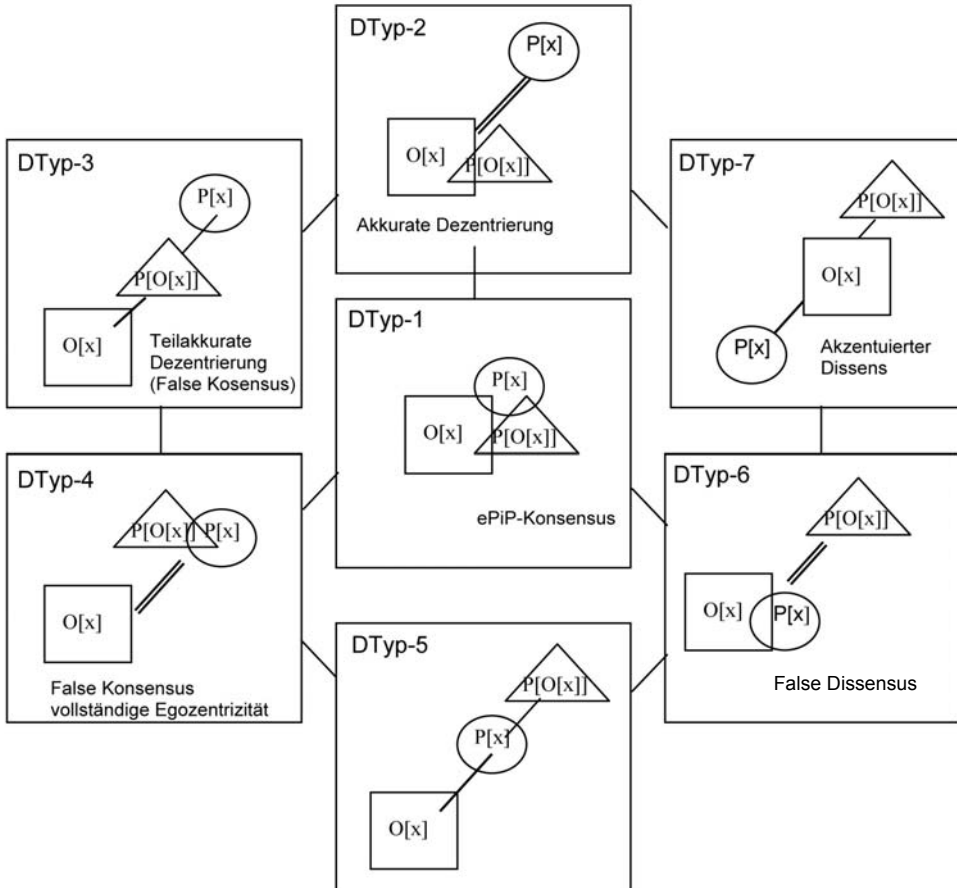 DTyp-2
P[x]
O[x]
P[O[x]]
Akkurate Dezentrierung
DTyp-3
P[x]
P[O[x]]
O[x]
Teilakkurate
Dezentrierung
(False Kosensus)
DTyp-7
P[O[x]]
O[x]
P[x]
Akzentuierter
Dissens
DTyp-1
P[x]
O[x]
P[O[x]]
ePiP-Konsensus
DTyp-4
P[O[x]]
P[x]
O[x]
False Konsensus
vollständige Egozentrizität
DTyp-6
P[O[x]]
O[x]
P[x]
False Dissensus
DTyp-5
P[O[x]]
P[x]
O[x]